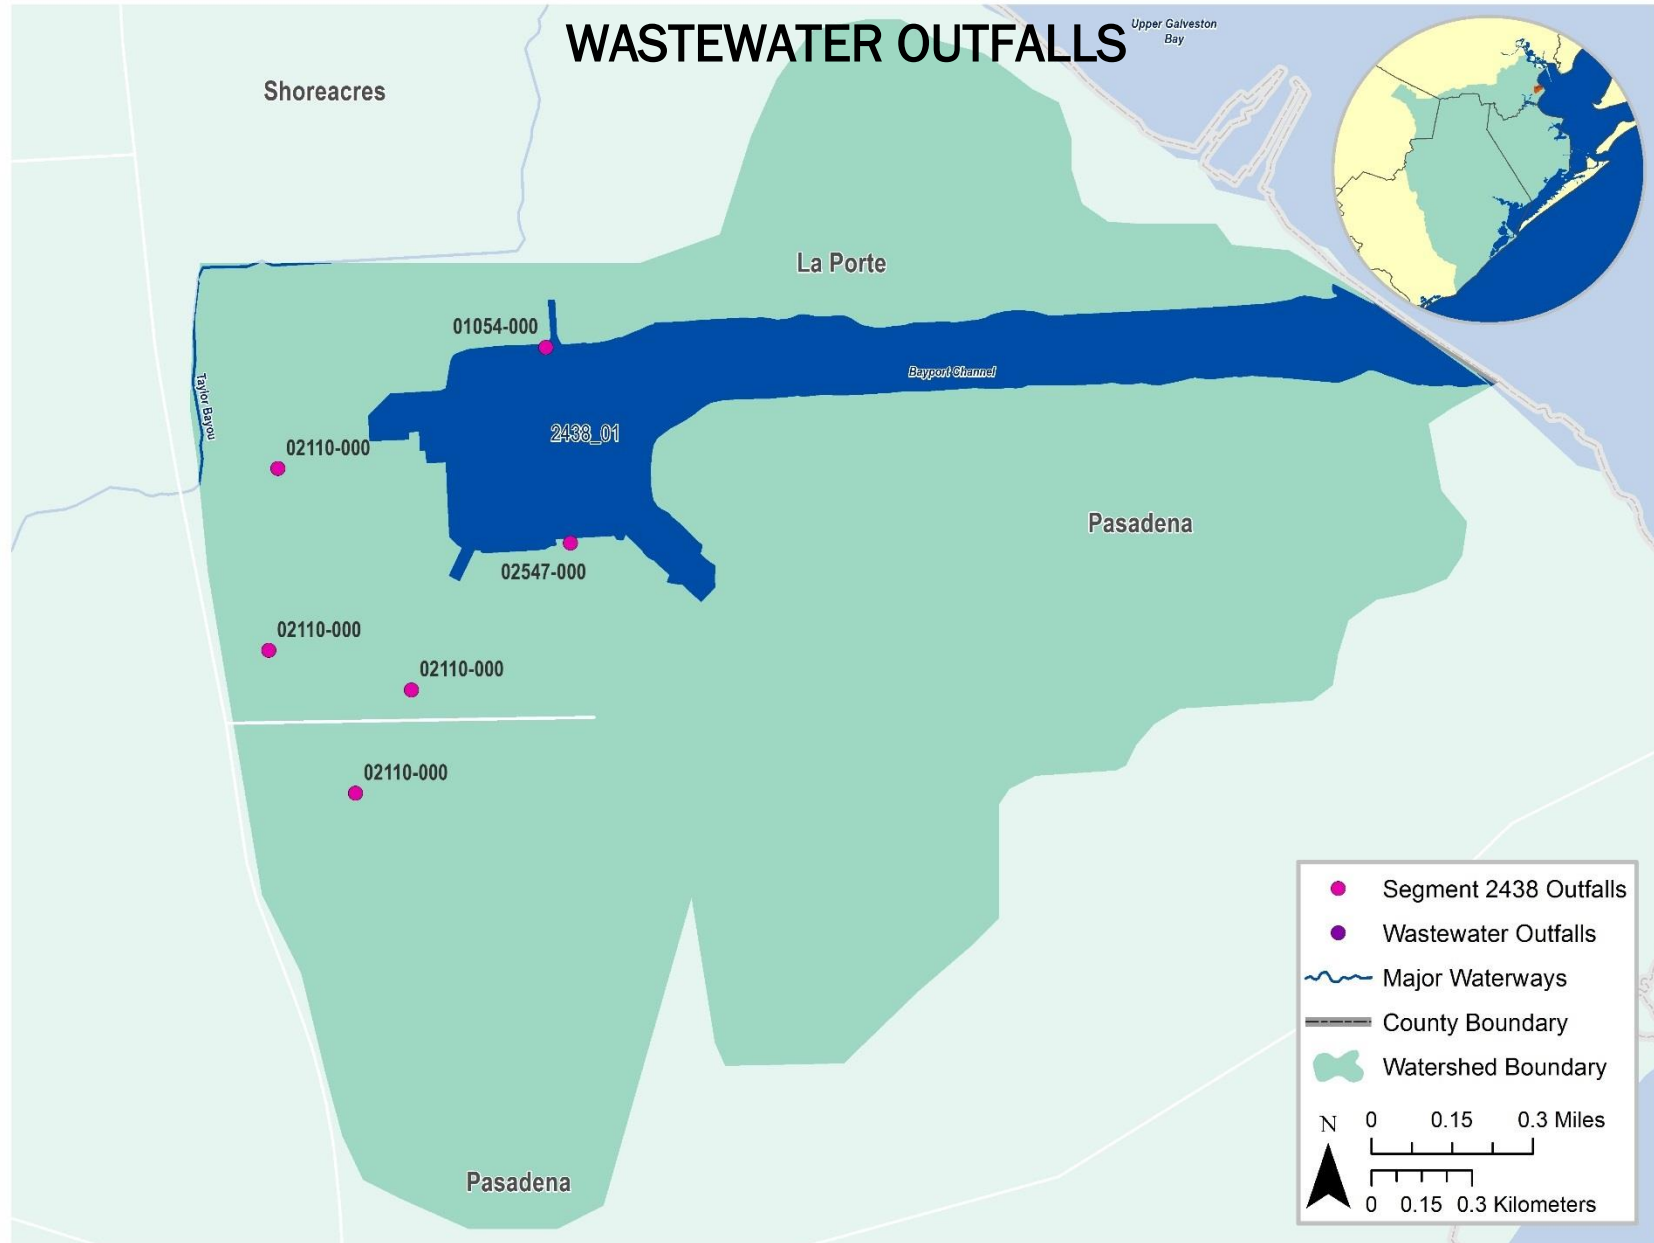 WASTEWATER OUTFALLS
Upper Galveston
Bay
Shoreacres
La Porte
01054-000
Bayport Channel
Taylor Bayou
2438_01
02110-000
Pasadena
02547-000
02110-000
02110-000
02110-000
Pasadena
Segment 2438 Outfalls
Wastewater Outfalls
Major Waterways
County Boundary
Watershed Boundary
N
0 0.15 0.3 Miles
0 0.15 0.3 Kilometers